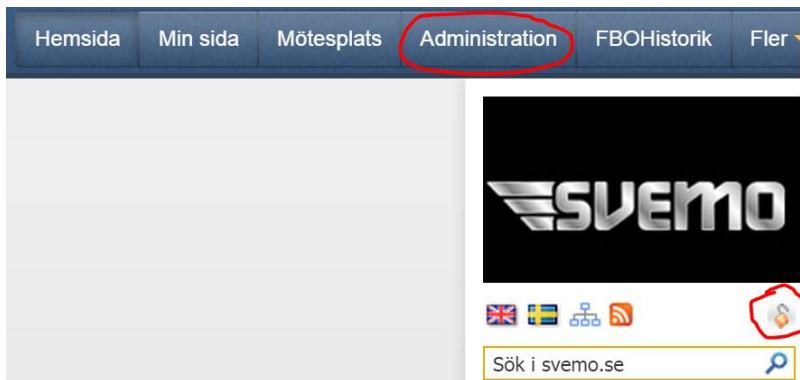 Hemsida Min sida Mötesplats Administration FBOHistorik Fler
SVEMO
Sök i svemo.se